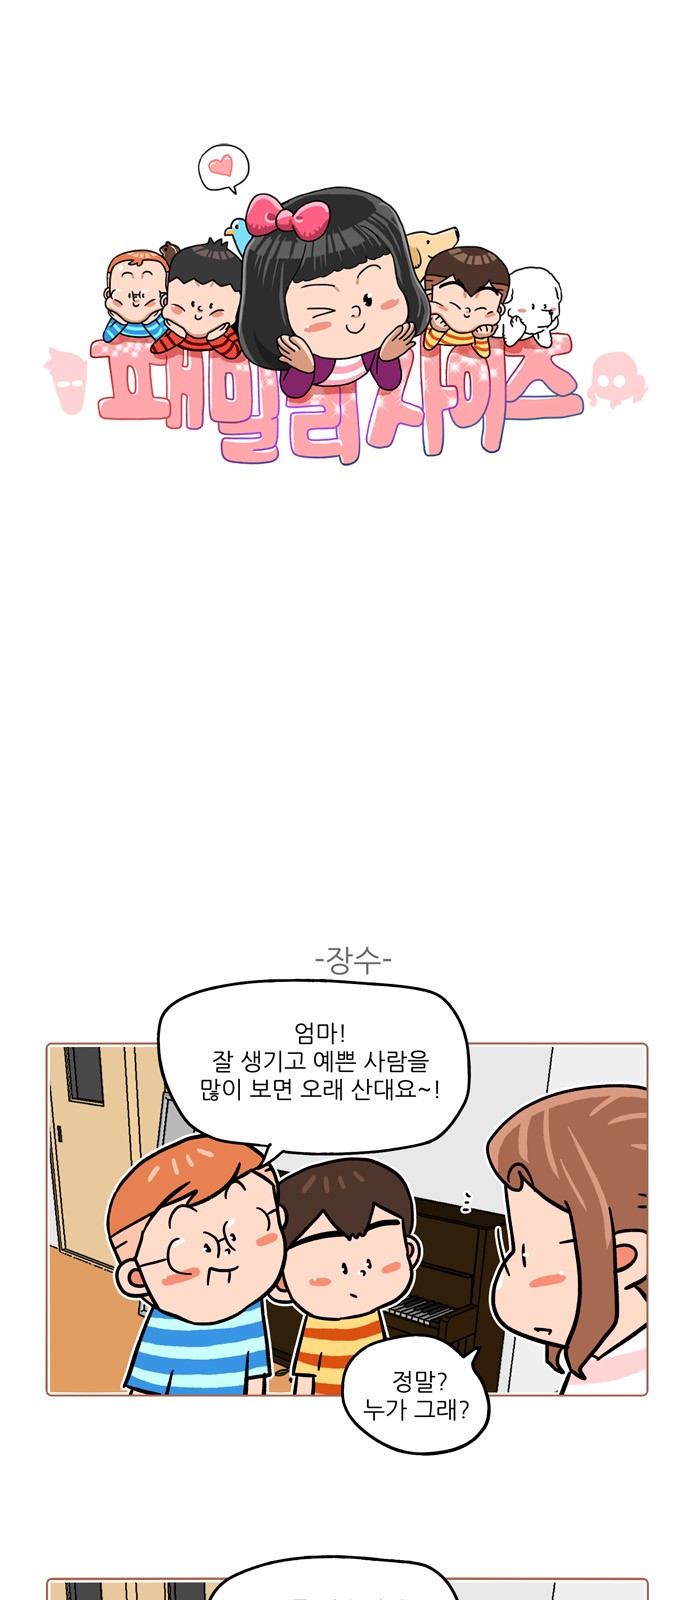 패밀리사이즈
-장수-
엄마!
잘 생기고 예쁜 사람을
많이 보면 오래 산대요~!
정말?
누가 그래?